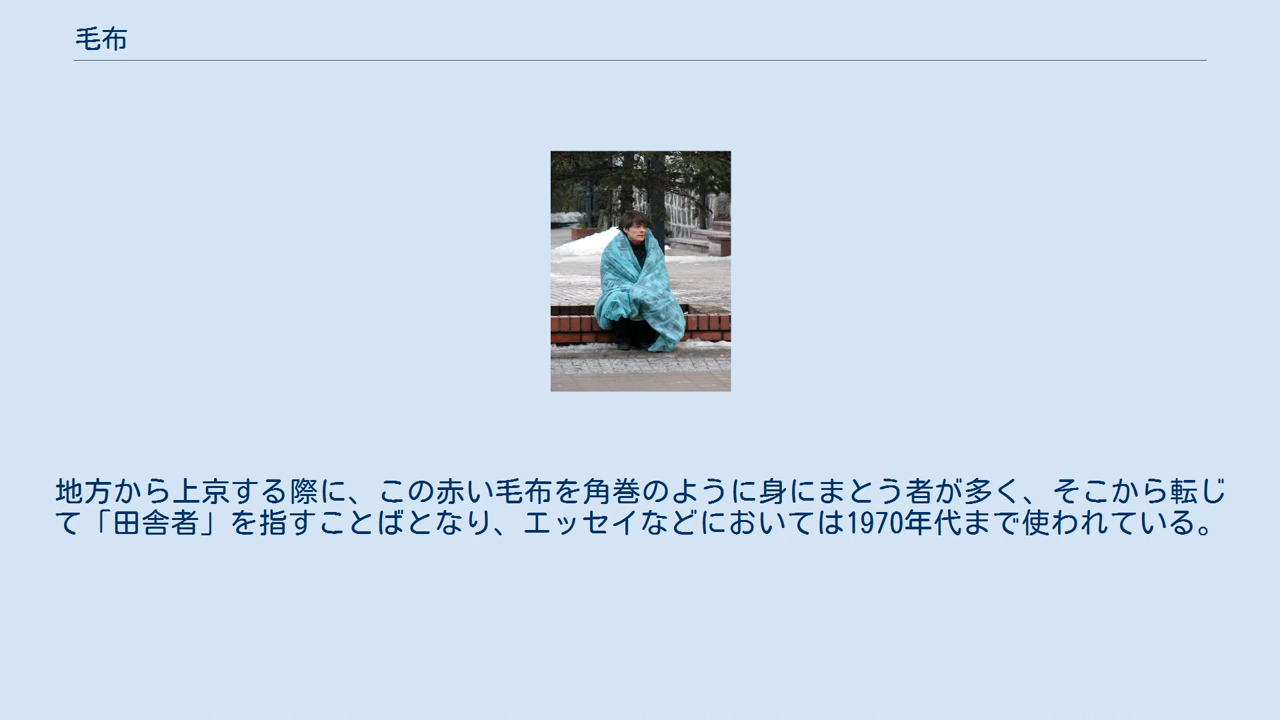 毛布
地方から上京する際に、この赤い毛布を角巻のように身にまとう者が多く、そこから転じ
て「田舎者」を指すことばとなり、エッセイなどにおいては1970年代まで使われている。